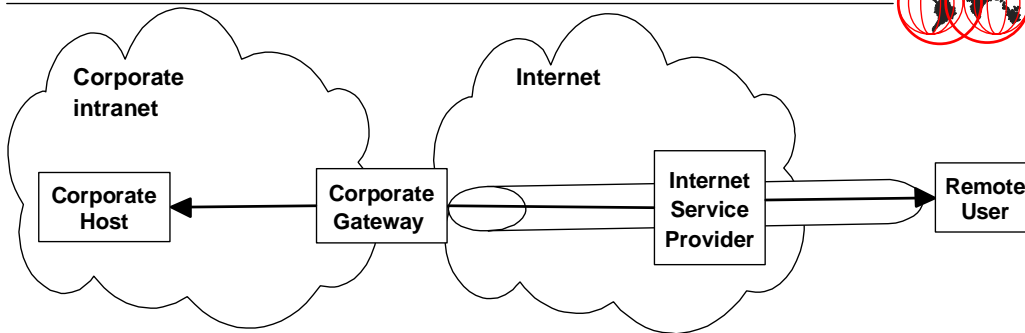 Corporate
intranet
Internet
Corporate
Host
Corporate
Gateway
Internet
Service
Provider
Remote
User